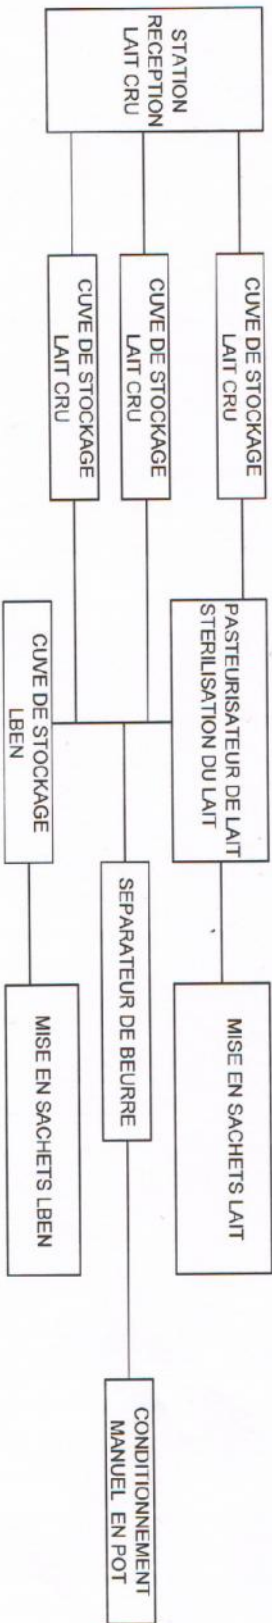 STATION
RECEPTION
LAIT CRU
CUVE DE STOCKAGE
LAIT CRU
CUVE DE STOCKAGE
LAIT CRU
CUVE DE STOCKAGE
LAIT CRU
PASTEURISATEUR DE LAIT
STERILISATION DU LAIT
CUVE DE STOCKAGE
LBEN
SEPARATEUR DE BEURRE
MISE EN SACHETS LAIT
MISE EN SACHETS LBEN
CONDITIONNEMENT
MANUEL EN POT